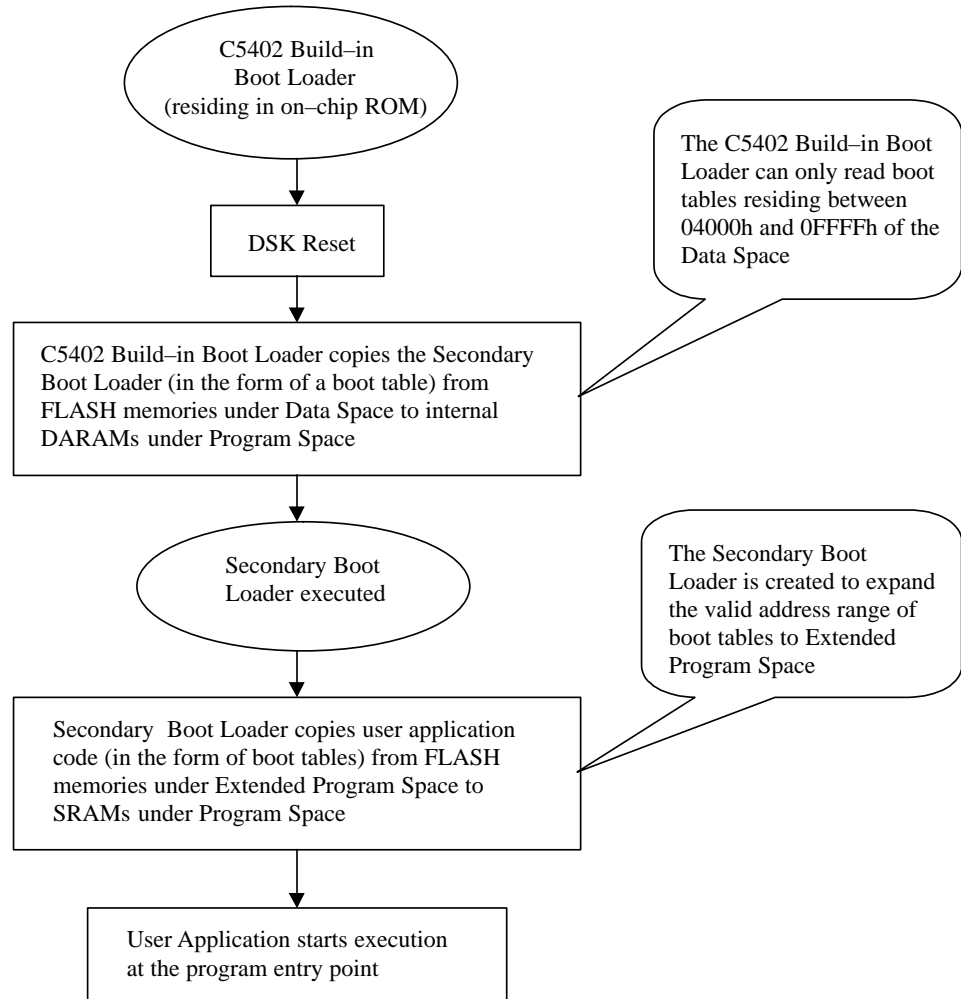 C5402 Build–in
Boot Loader
(residing in on–chip ROM)
The C5402 Build–in Boot
Loader can only read boot
tables residing between
04000h and 0FFFFh of the
Data Space
DSK Reset
C5402 Build–in Boot Loader copies the Secondary
Boot Loader (in the form of a boot table) from
FLASH memories under Data Space to internal
DARAMs under Program Space
Secondary Boot
Loader executed
The Secondary Boot
Loader is created to expand
the valid address range of
boot tables to Extended
Program Space
Secondary Boot Loader copies user application
code (in the form of boot tables) from FLASH
memories under Extended Program Space to
SRAMs under Program Space
User Application starts execution
at the program entry point